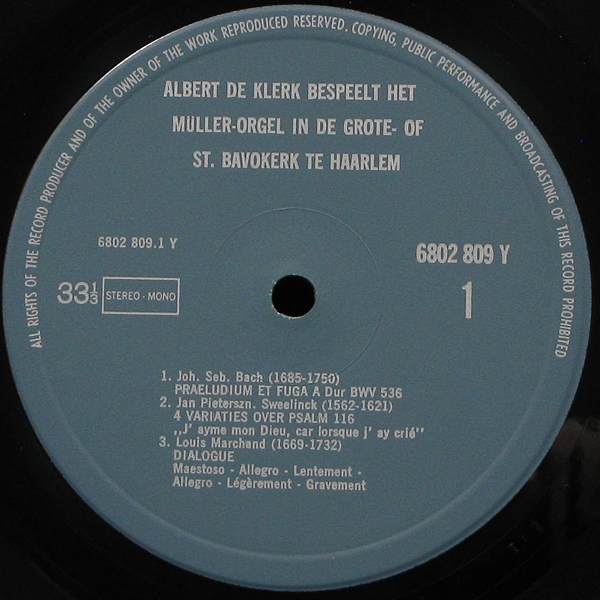 ALL RIGHTS OF THE RECORD PRODUCER AND OF THE OWNER OF THE WORK REPRODUCED RESERVED. COPYING, PUBLIC PERFORMANCE AND BROADCASTING OF THIS RECORD PROHIBITED
ALBERT DE KLERK BESPEELT HET
MÜLLER-ORGEL IN DE GROTE- OF
ST. BAVOKERK TE HAARLEM
6802 809.1 Y
6802 809 Y
33⅓ STEREO - MONO
1
1. Joh. Seb. Bach (1685-1750)
PRAELUDIUM ET FUGA A Dur BWV 536
2. Jan Pieterszn. Sweelinck (1562-1621)
4 VARIATIES OVER PSALM 116
,,J' ayme mon Dieu, car lorsque j' ay crié''
3. Louis Marchand (1669-1732)
DIALOGUE
Maestoso - Allegro - Lentement -
Allegro - Légèrement - Gravement